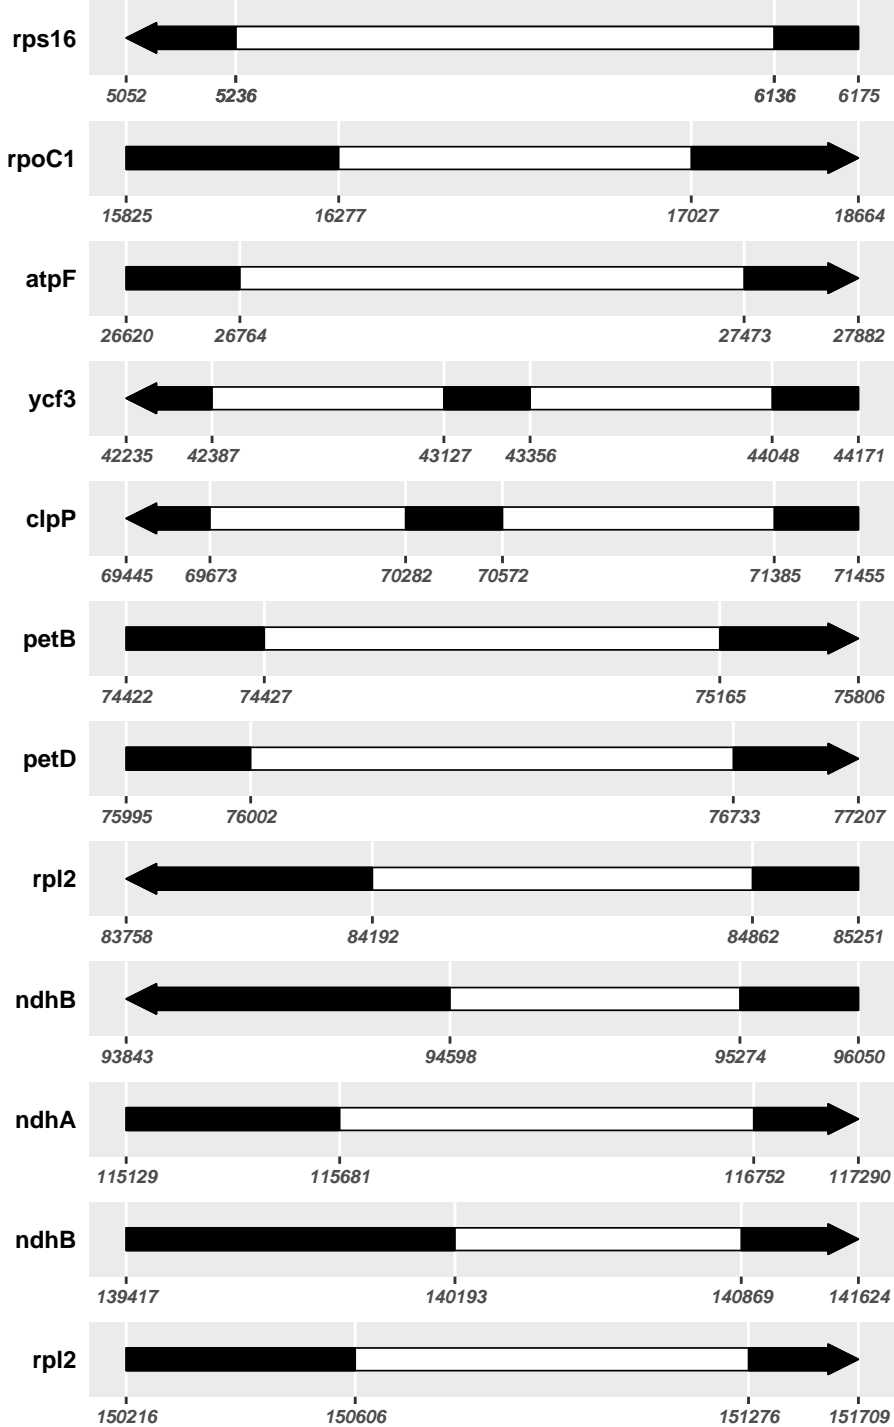 rps16
5052 5236 6136 6175
rpoC1
15825 16277 17027 18664
atpF
26620 26764 27473 27882
ycf3
42235 42387 43127 43356 44048 44171
clpP
69445 69673 70282 70572 71385 71455
petB
74422 74427 75165 75806
petD
75995 76002 76733 77207
rpl2
83758 84192 84862 85251
ndhB
93843 94598 95274 96050
ndhA
115129 115681 116752 117290
ndhB
139417 140193 140869 141624
rpl2
150216 150606 151276 151709